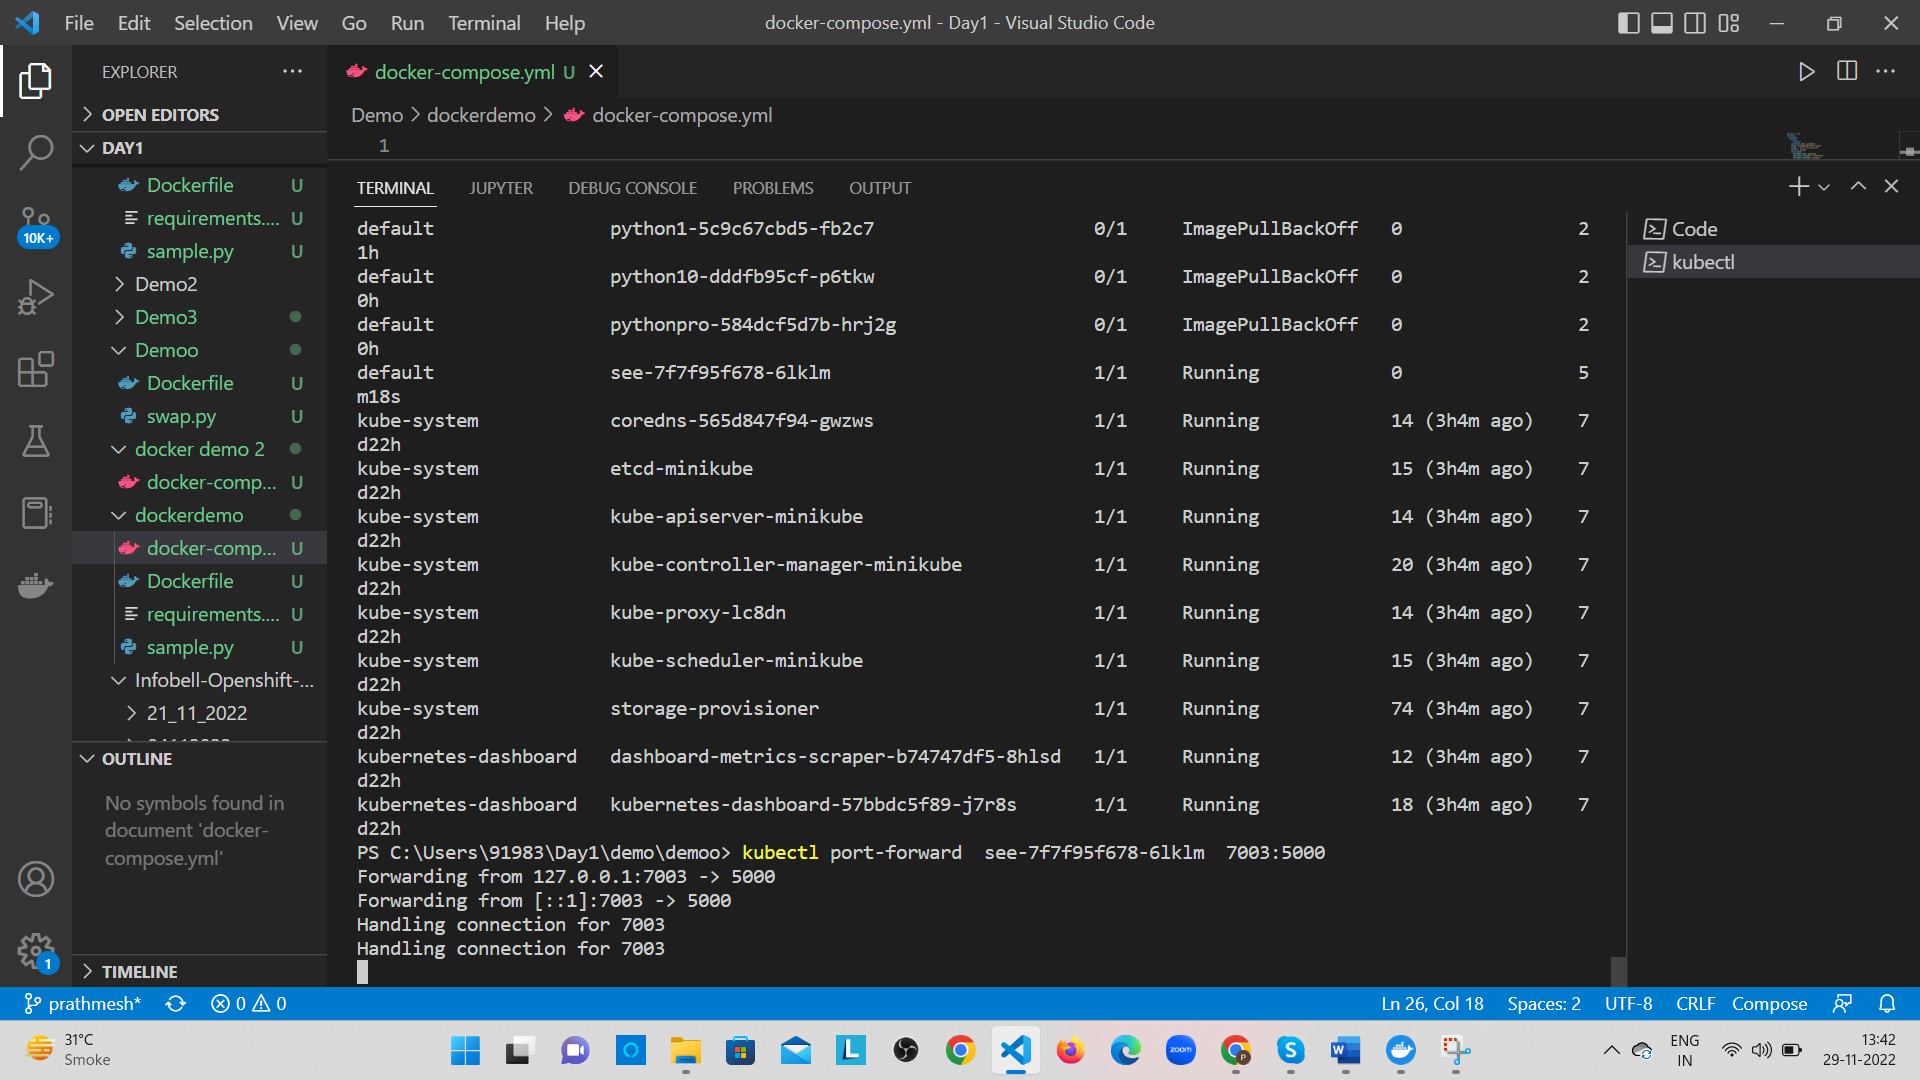 File Edit Selection View Go Run Terminal Help
docker-compose.yml - Day1 - Visual Studio Code
EXPLORER
OPEN EDITORS
DAY1
Dockerfile U
requirements.... U
sample.py U
Demo2
Demo3
Demoo
Dockerfile U
swap.py U
docker demo 2
docker-comp... U
dockerdemo
docker-comp... U
Dockerfile U
requirements.... U
sample.py U
Infobell-Openshift-...
21_11_2022
OUTLINE
No symbols found in
document 'docker-
compose.yml'
TIMELINE
10K+
1
docker-compose.yml U
Demo > dockerdemo > docker-compose.yml
1
TERMINAL JUPYTER DEBUG CONSOLE PROBLEMS OUTPUT
default python1-5c9c67cbd5-fb2c7 0/1 ImagePullBackOff 0 2
1h
default python10-dddfb95cf-p6tkw 0/1 ImagePullBackOff 0 2
0h
default pythonpro-584dcf5d7b-hrj2g 0/1 ImagePullBackOff 0 2
0h
default see-7f7f95f678-6lklm 1/1 Running 0 5
m18s
kube-system coredns-565d847f94-gwzws 1/1 Running 14 (3h4m ago) 7
d22h
kube-system etcd-minikube 1/1 Running 15 (3h4m ago) 7
d22h
kube-system kube-apiserver-minikube 1/1 Running 14 (3h4m ago) 7
d22h
kube-system kube-controller-manager-minikube 1/1 Running 20 (3h4m ago) 7
d22h
kube-system kube-proxy-lc8dn 1/1 Running 14 (3h4m ago) 7
d22h
kube-system kube-scheduler-minikube 1/1 Running 15 (3h4m ago) 7
d22h
kube-system storage-provisioner 1/1 Running 74 (3h4m ago) 7
d22h
kubernetes-dashboard dashboard-metrics-scraper-b74747df5-8hlsd 1/1 Running 12 (3h4m ago) 7
d22h
kubernetes-dashboard kubernetes-dashboard-57bbdc5f89-j7r8s 1/1 Running 18 (3h4m ago) 7
d22h
PS C:\Users\91983\Day1\demo\demoo> kubectl port-forward see-7f7f95f678-6lklm 7003:5000
Forwarding from 127.0.0.1:7003 -> 5000
Forwarding from [::1]:7003 -> 5000
Handling connection for 7003
Handling connection for 7003
Code
kubectl
prathmesh* 0 0
Ln 26, Col 18 Spaces: 2 UTF-8 CRLF Compose
31°C
Smoke
L
zoom
P
S
W
ENG
IN
13:42
29-11-2022